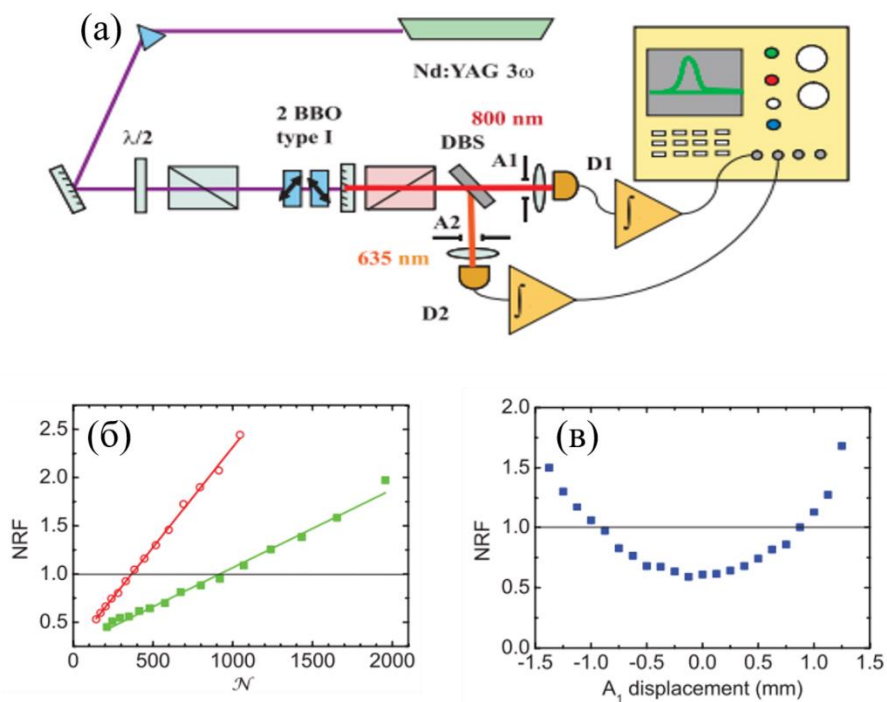 (а)
Nd:YAG 3ω
λ/2
2 BBO
type I
800 nm
DBS
A1
D1
∫
A2
635 nm
D2
∫
(б)
NRF
2.5
2.0
1.5
1.0
0.5
0 500 1000 1500 2000
𝒩
(в)
NRF
2.0
1.5
1.0
0.5
0.0
-1.5 -1.0 -0.5 0.0 0.5 1.0 1.5
A₁ displacement (mm)